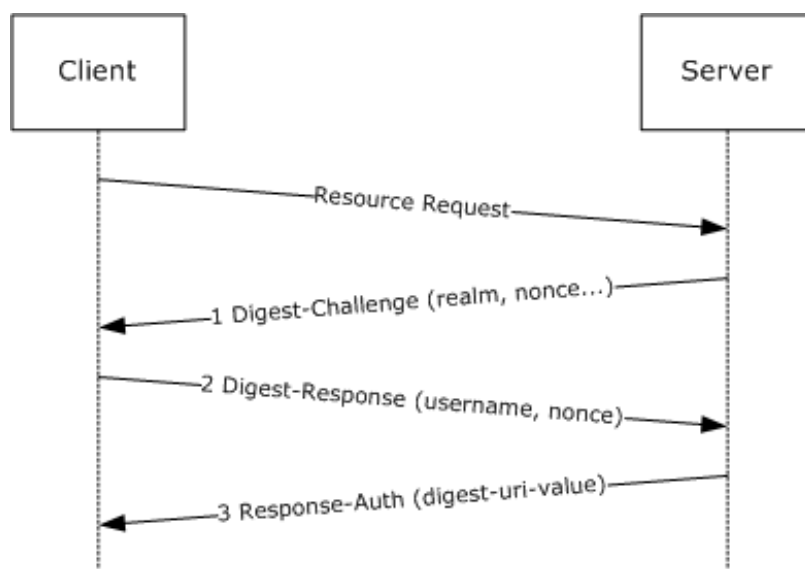 Client
Server
Resource Request
1 Digest-Challenge (realm, nonce...)
2 Digest-Response (username, nonce)
3 Response-Auth (digest-uri-value)